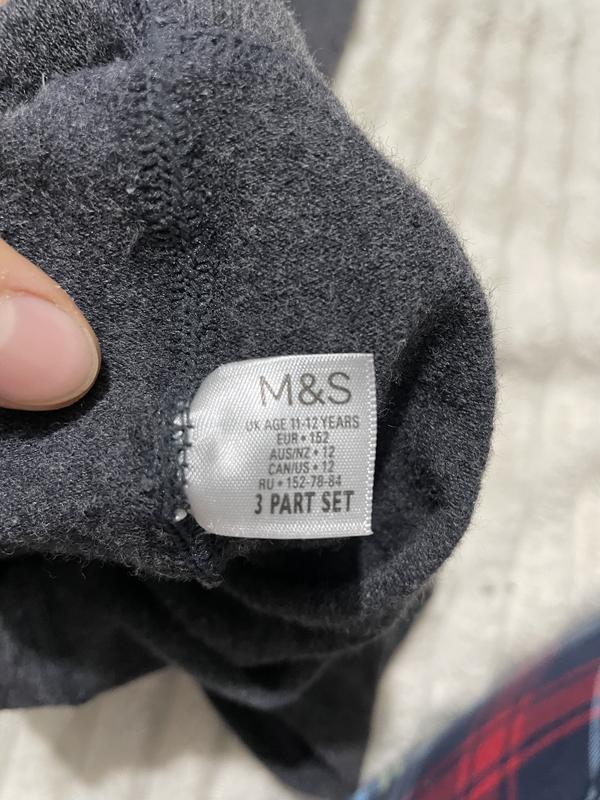 M&S
UK AGE 11-12 YEARS
EUR • 152
AUS/NZ • 12
CAN/US • 12
RU • 152-78-84
3 PART SET